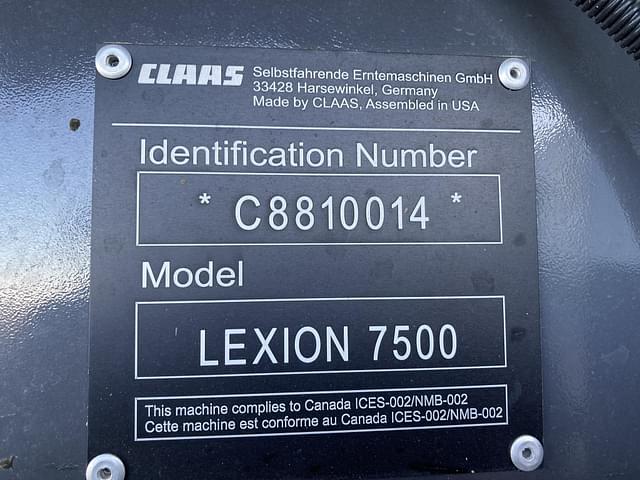 CLAAS Selbstfahrende Erntemaschinen GmbH
33428 Harsewinkel, Germany
Made by CLAAS, Assembled in USA
Identification Number
* C8810014 *
Model
LEXION 7500
This machine complies to Canada ICES-002/NMB-002
Cette machine est conforme au Canada ICES-002/NMB-002